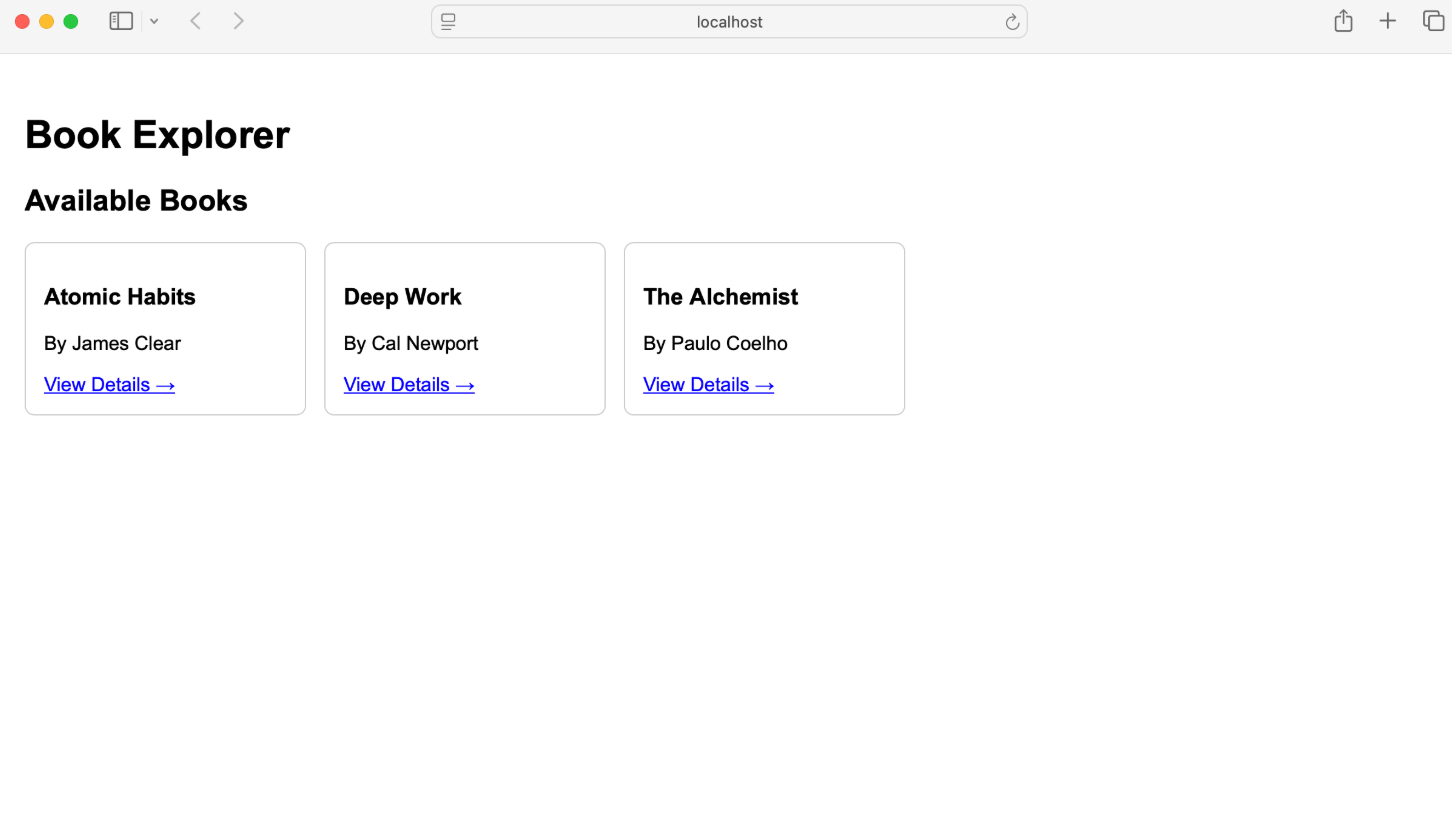 localhost
Book Explorer
Available Books
Atomic Habits
By James Clear
View Details →
Deep Work
By Cal Newport
View Details →
The Alchemist
By Paulo Coelho
View Details →